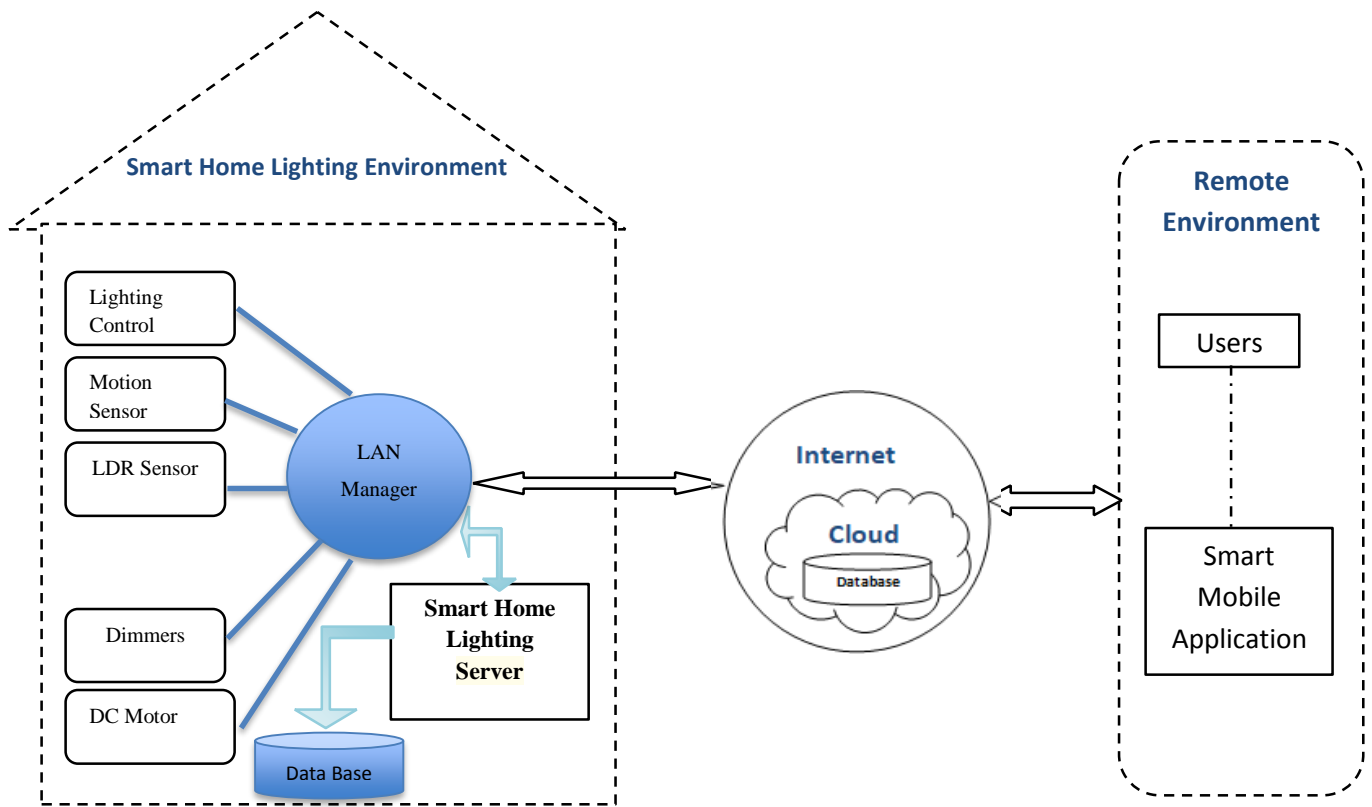 Smart Home Lighting Environment
Lighting
Control
Motion
Sensor
LDR Sensor
Dimmers
DC Motor
LAN
Manager
Smart Home
Lighting
Server
Data Base
Internet
Cloud
Database
Remote
Environment
Users
Smart
Mobile
Application